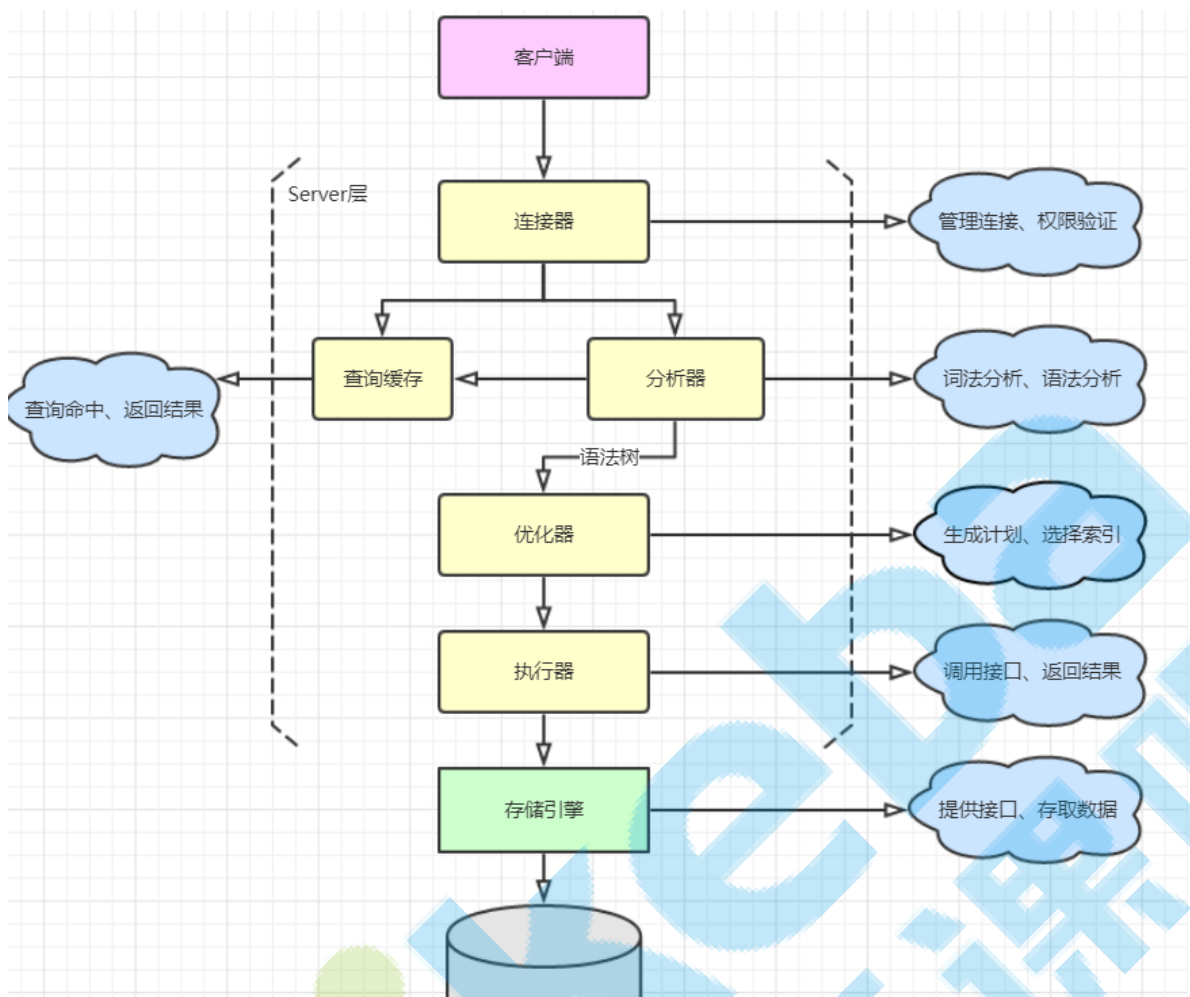 客户端
Server层
连接器
管理连接、权限验证
查询缓存
分析器
词法分析、语法分析
查询命中、返回结果
语法树
优化器
生成计划、选择索引
执行器
调用接口、返回结果
存储引擎
提供接口、存取数据